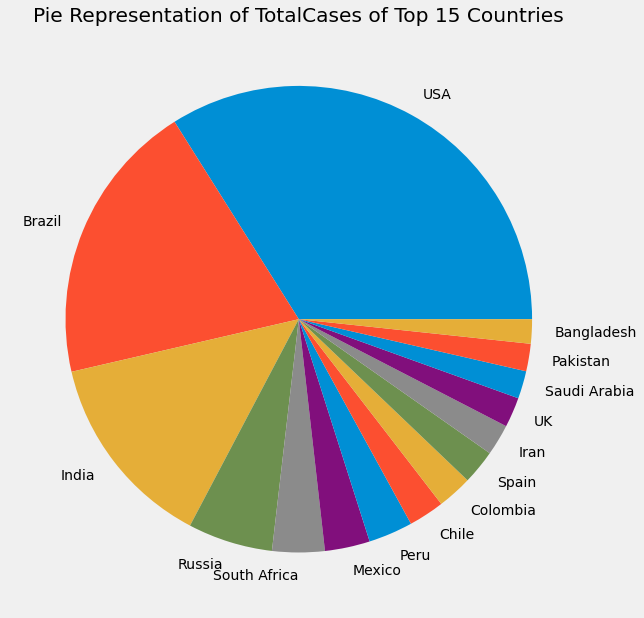 Pie Representation of TotalCases of Top 15 Countries
USA
Brazil
India
Russia
South Africa
Mexico
Peru
Chile
Colombia
Spain
Iran
UK
Saudi Arabia
Pakistan
Bangladesh